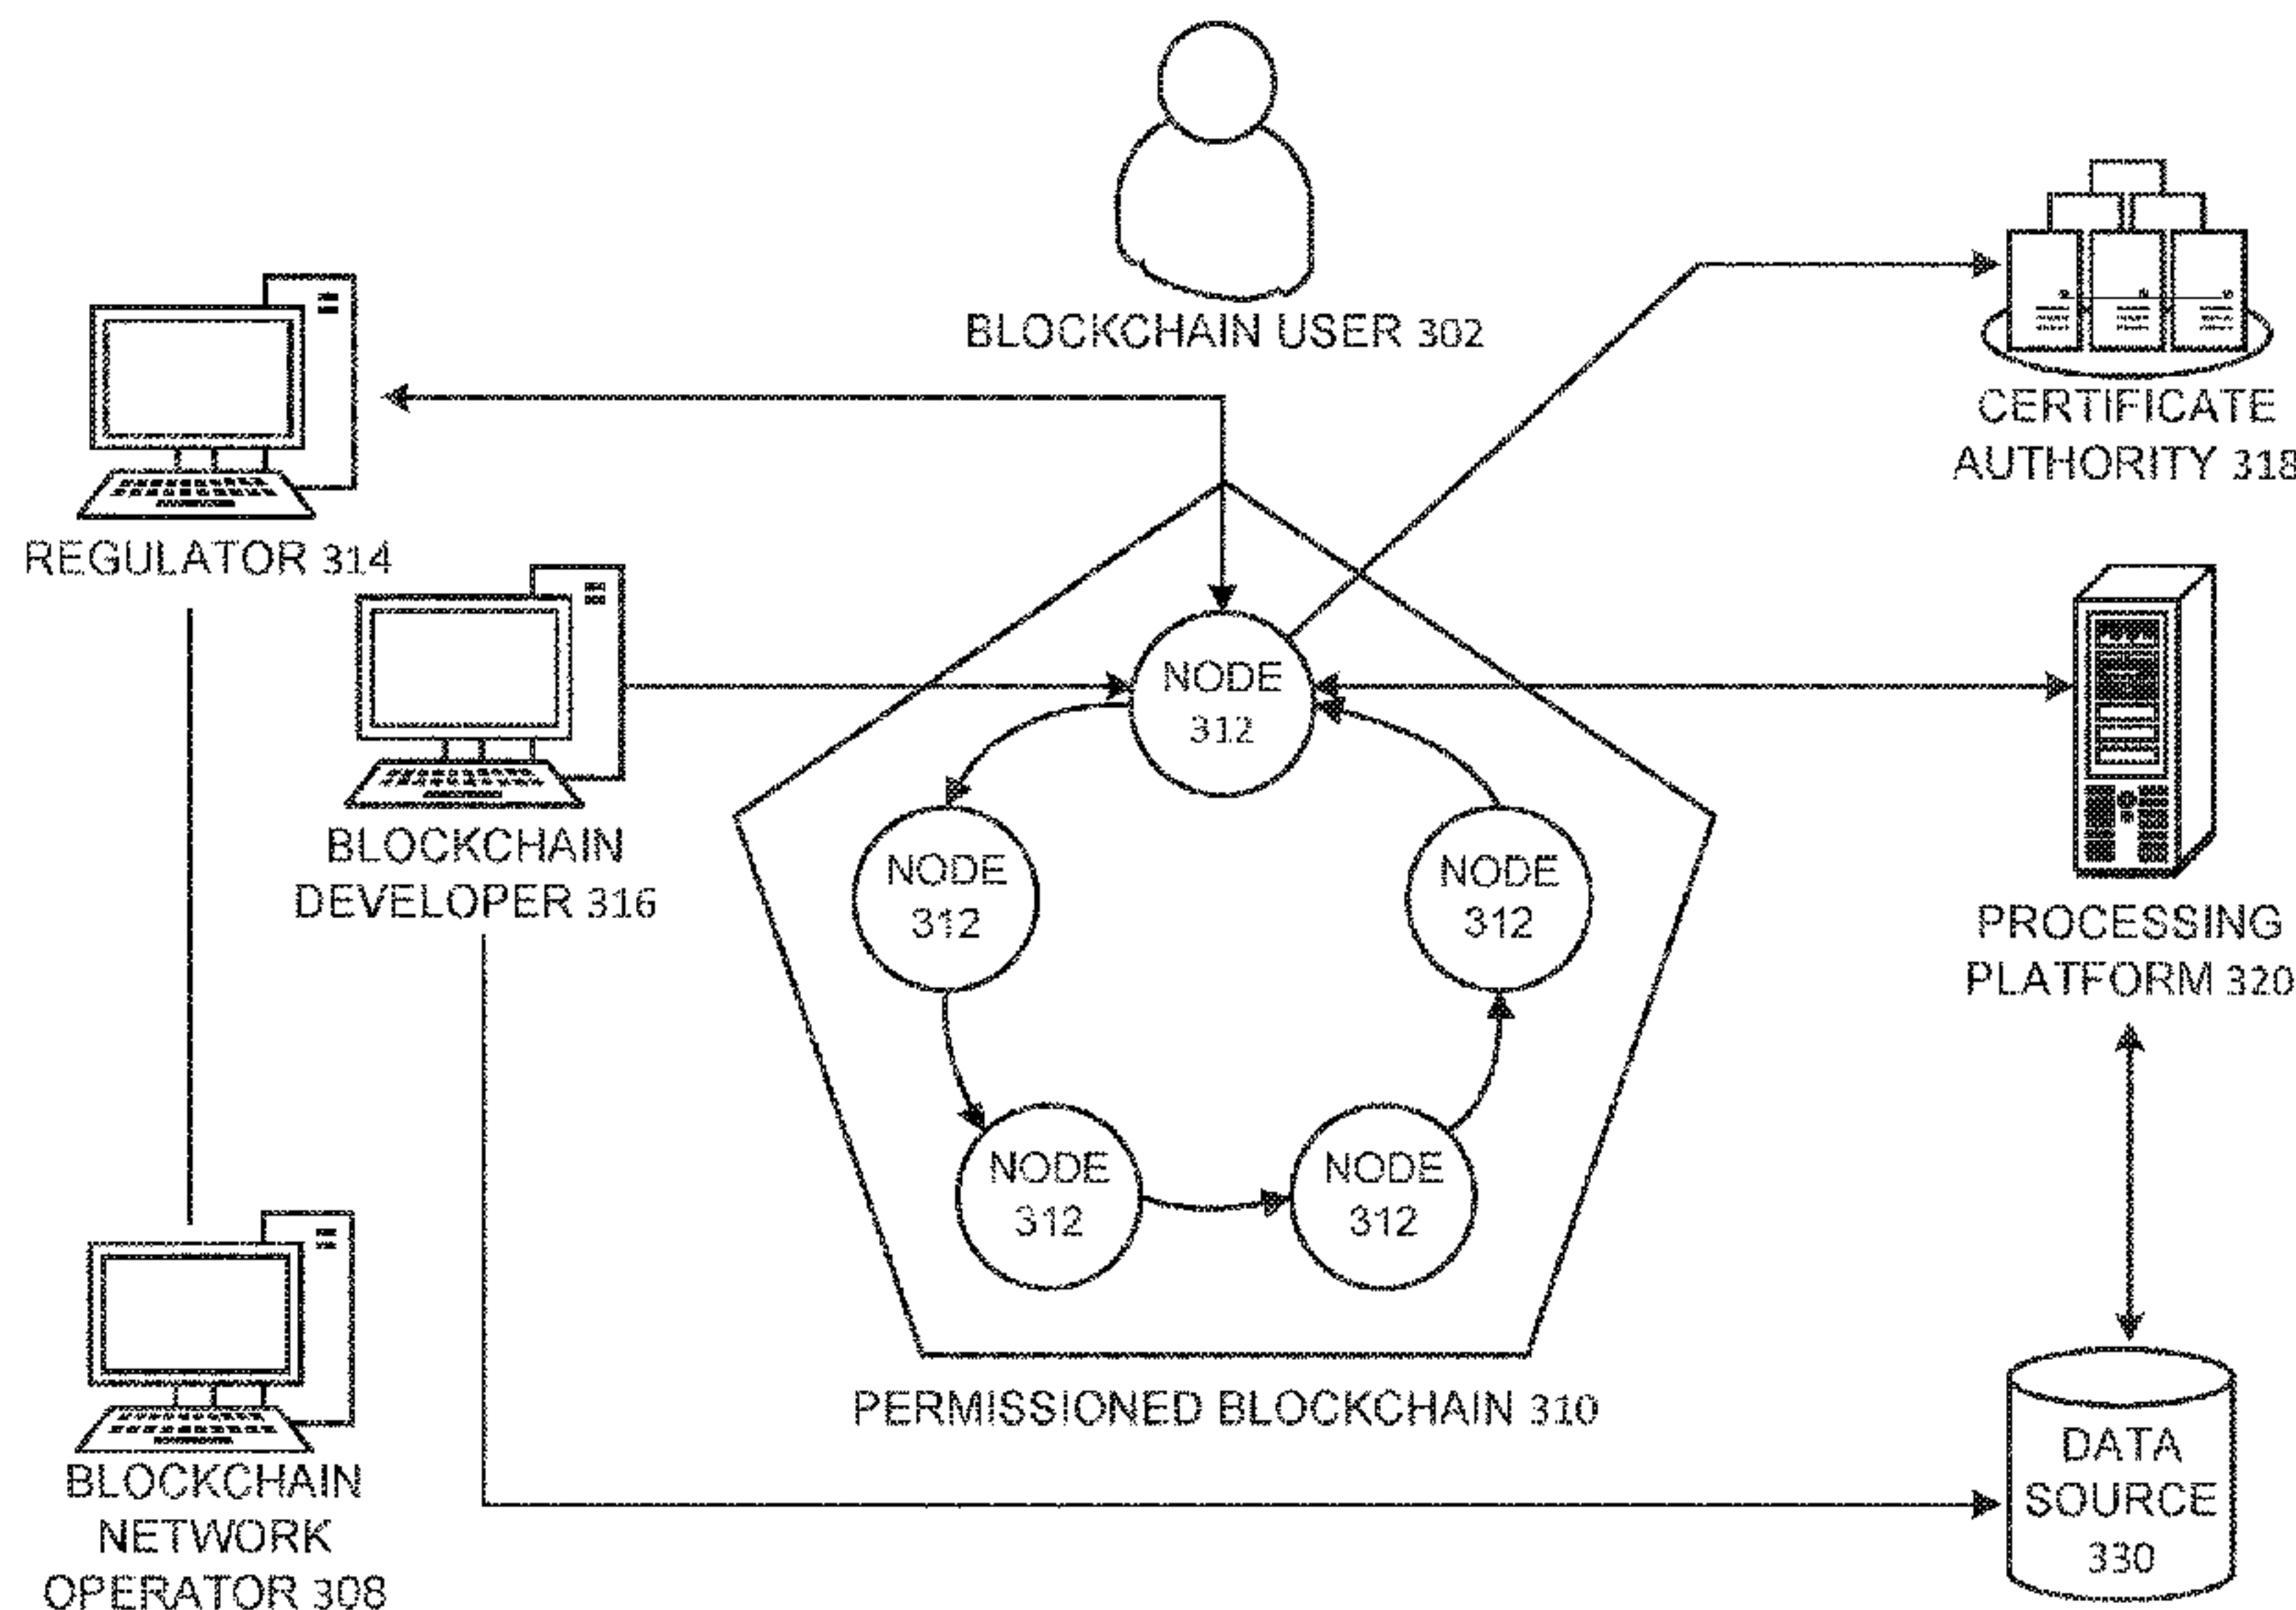 BLOCKCHAIN USER 302
CERTIFICATE
AUTHORITY 318
REGULATOR 314
NODE
312
BLOCKCHAIN
DEVELOPER 316
NODE
312
NODE
312
PROCESSING
PLATFORM 320
NODE
312
NODE
312
PERMISSIONED BLOCKCHAIN 310
BLOCKCHAIN
NETWORK
OPERATOR 308
DATA
SOURCE
330